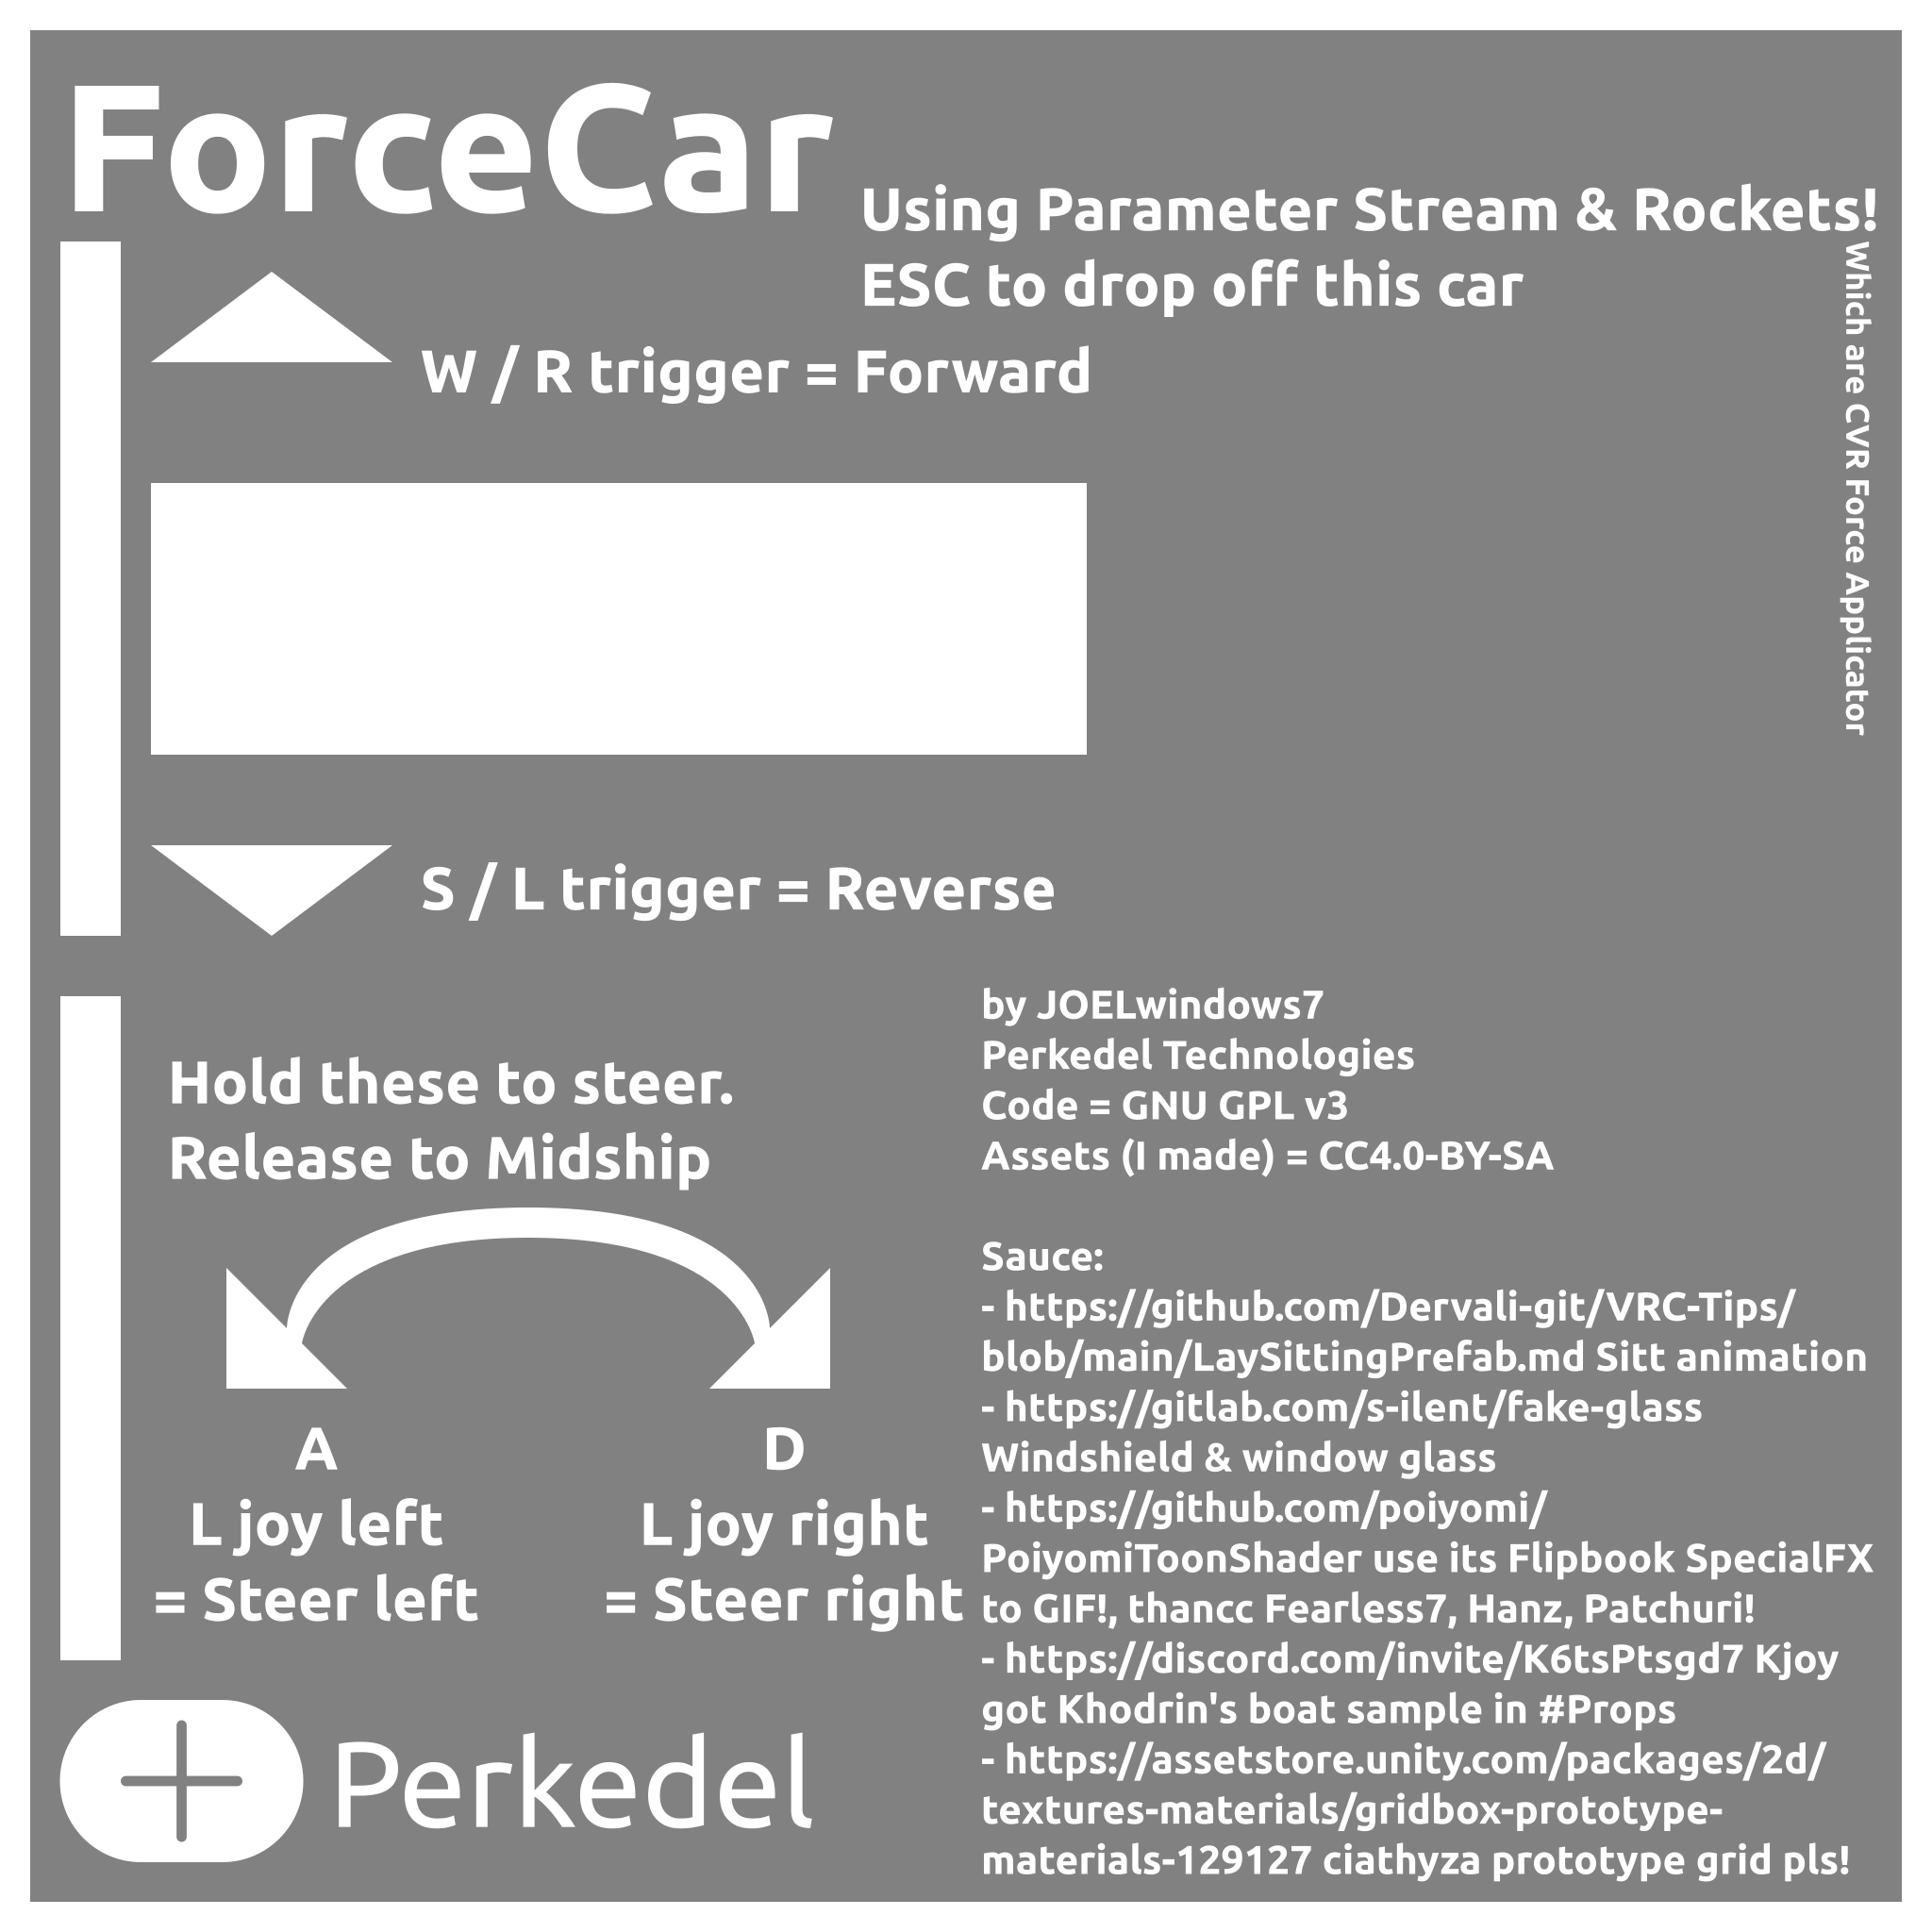 ForceCar
Using Parameter Stream & Rockets!
ESC to drop off this car
Which are CVR Force Applicator
W / R trigger = Forward
S / L trigger = Reverse
Hold these to steer.
Release to Midship
A
L joy left
= Steer left
D
L joy right
= Steer right
by JOELwindows7
Perkedel Technologies
Code = GNU GPL v3
Assets (I made) = CC4.0-BY-SA
Sauce:
- https://github.com/Dervali-git/VRC-Tips/
blob/main/LaySittingPrefab.md Sitt animation
- https://gitlab.com/s-ilent/fake-glass
Windshield & window glass
- https://github.com/poiyomi/
PoiyomiToonShader use its Flipbook SpecialFX
to GIF!, thancc Fearless7, Hanz, Patchuri!
- https://discord.com/invite/K6tsPtsgd7 Kjoy
got Khodrin's boat sample in #Props
- https://assetstore.unity.com/packages/2d/
textures-materials/gridbox-prototype-
materials-129127 ciathyza prototype grid pls!
Perkedel